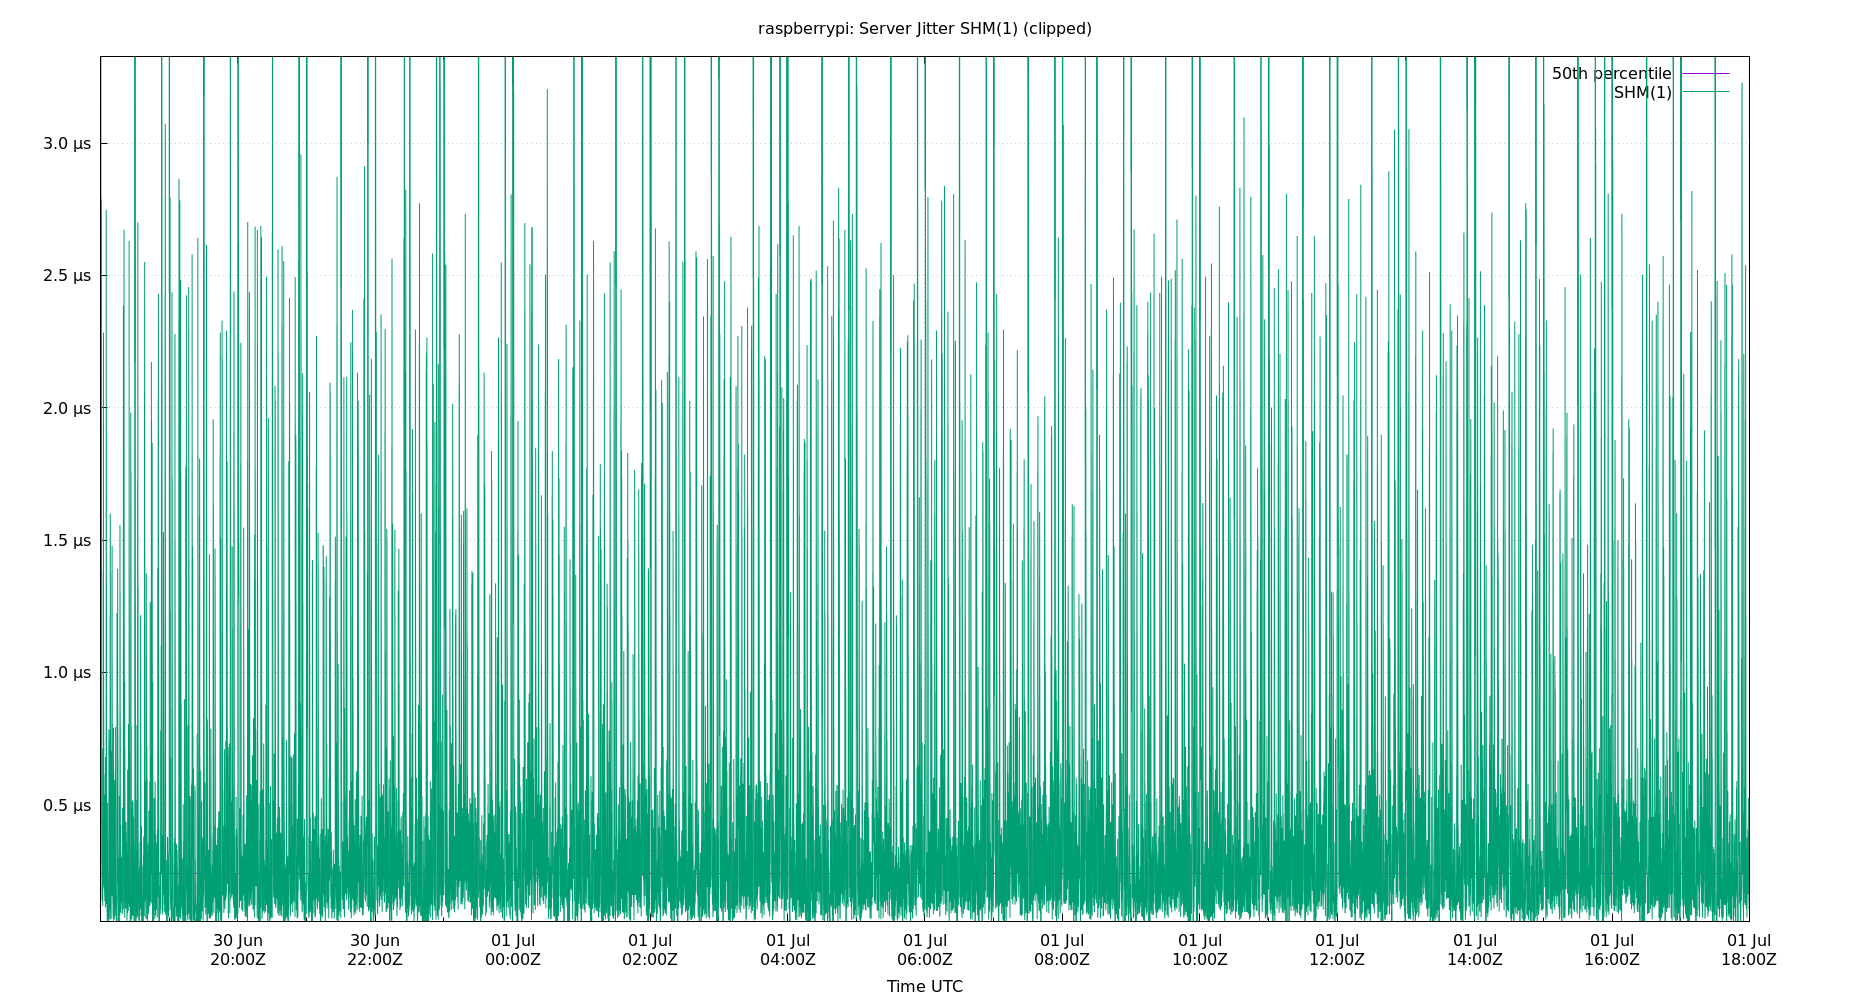 raspberrypi: Server Jitter SHM(1) (clipped)
50th percentile
SHM(1)
3.0 µs
2.5 µs
2.0 µs
1.5 µs
1.0 µs
0.5 µs
30 Jun 30 Jun 01 Jul 01 Jul 01 Jul 01 Jul 01 Jul 01 Jul 01 Jul 01 Jul 01 Jul 01 Jul
20:00Z 22:00Z 00:00Z 02:00Z 04:00Z 06:00Z 08:00Z 10:00Z 12:00Z 14:00Z 16:00Z 18:00Z
Time UTC